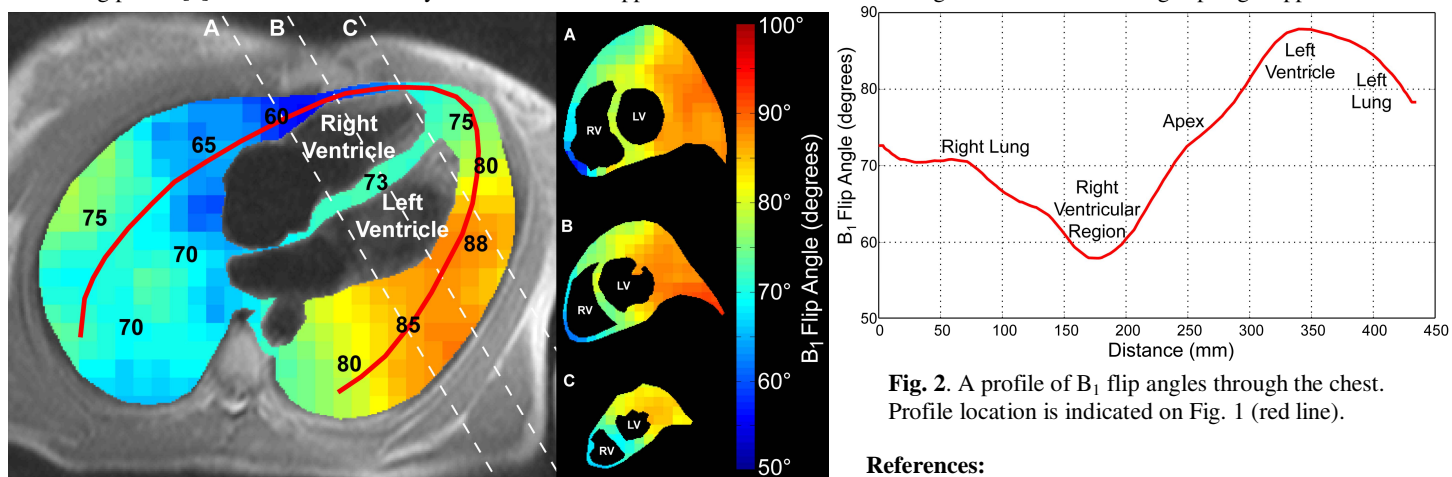 A
B
C
60
65
Right
Ventricle
75
80
73
Left
Ventricle
75
70
88
70
85
80
A
RV
LV
B
RV
LV
C
LV
RV
100°
90°
80°
70°
60°
50°
B1 Flip Angle (degrees)
90
80
70
60
50
B1 Flip Angle (degrees)
Right Lung
Right
Ventricular
Region
Apex
Left
Ventricle
Left
Lung
0
50
100
150
200
250
300
350
400
450
Distance (mm)
Fig. 2. A profile of B1 flip angles through the chest.
Profile location is indicated on Fig. 1 (red line).
References: